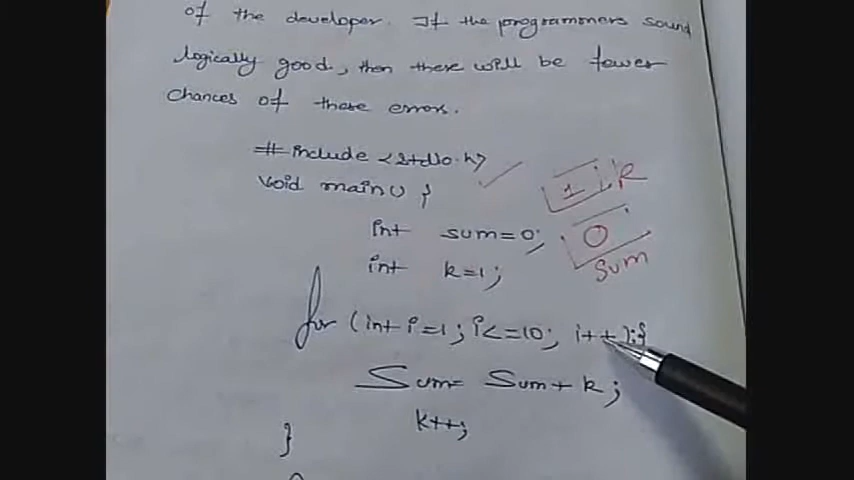 of the developer. If the programmers sound
logically good, then there will be fewer
chances of these errors.
# include <stdio.h>
void main() {
int sum=0;
int k=1;
1 k
0
Sum
for (int i=1; i<=10; i++);{
Sum= Sum+ k;
k++;
}